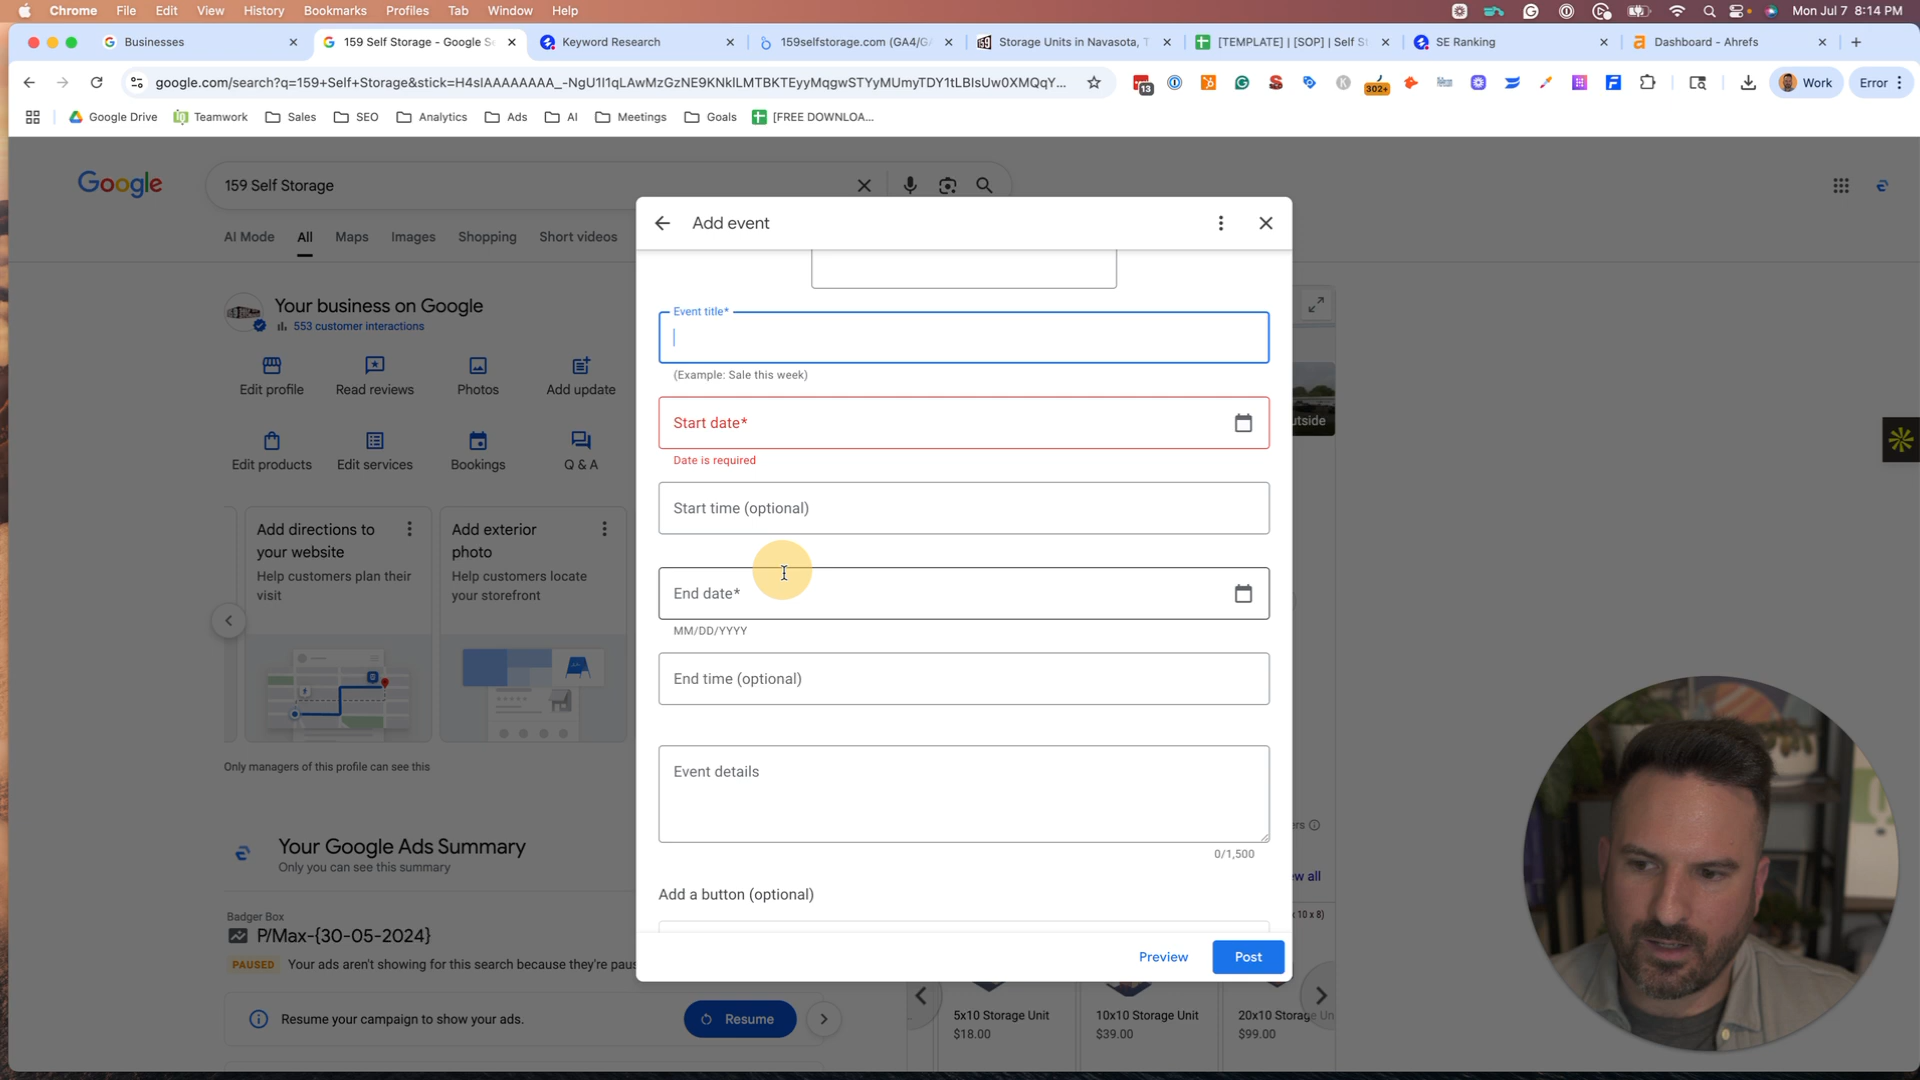 Chrome File Edit View History Bookmarks Profiles Tab Window Help Mon Jul 7 8:14 PM
Businesses
159 Self Storage - Google Se
Keyword Research
159selfstorage.com (GA4/G
Storage Units in Navasota, T
[TEMPLATE] | [SOP] | Self S
SE Ranking
Dashboard - Ahrefs
google.com/search?q=159+Self+Storage&stick=
13
302+
Work
Error
Google Drive
Teamwork
Sales
SEO
Analytics
Ads
AI
Meetings
Goals
[FREE DOWNLOA...
Google
159 Self Storage
AI Mode All Maps Images Shopping Short videos
Your business on Google
553 customer interactions
Edit profile
Read reviews
Photos
Add update
Edit products
Edit services
Bookings
Q & A
Add directions to
your website
Help customers plan their
visit
Add exterior
photo
Help customers locate
your storefront
Only managers of this profile can see this
Your Google Ads Summary
Only you can see this summary
Badger Box
P/Max-{30-05-2024}
PAUSED Your ads aren't showing for this search because they're pau
Resume your campaign to show your ads.
Resume
Add event
Event title*
(Example: Sale this week)
Start date*
Date is required
Start time (optional)
End date*
MM/DD/YYYY
End time (optional)
Event details
0/1,500
Add a button (optional)
Preview
Post
utside
ers
ew all
10 x 8)
5x10 Storage Unit
$18.00
10x10 Storage Unit
$39.00
20x10 Storage Un
$99.00